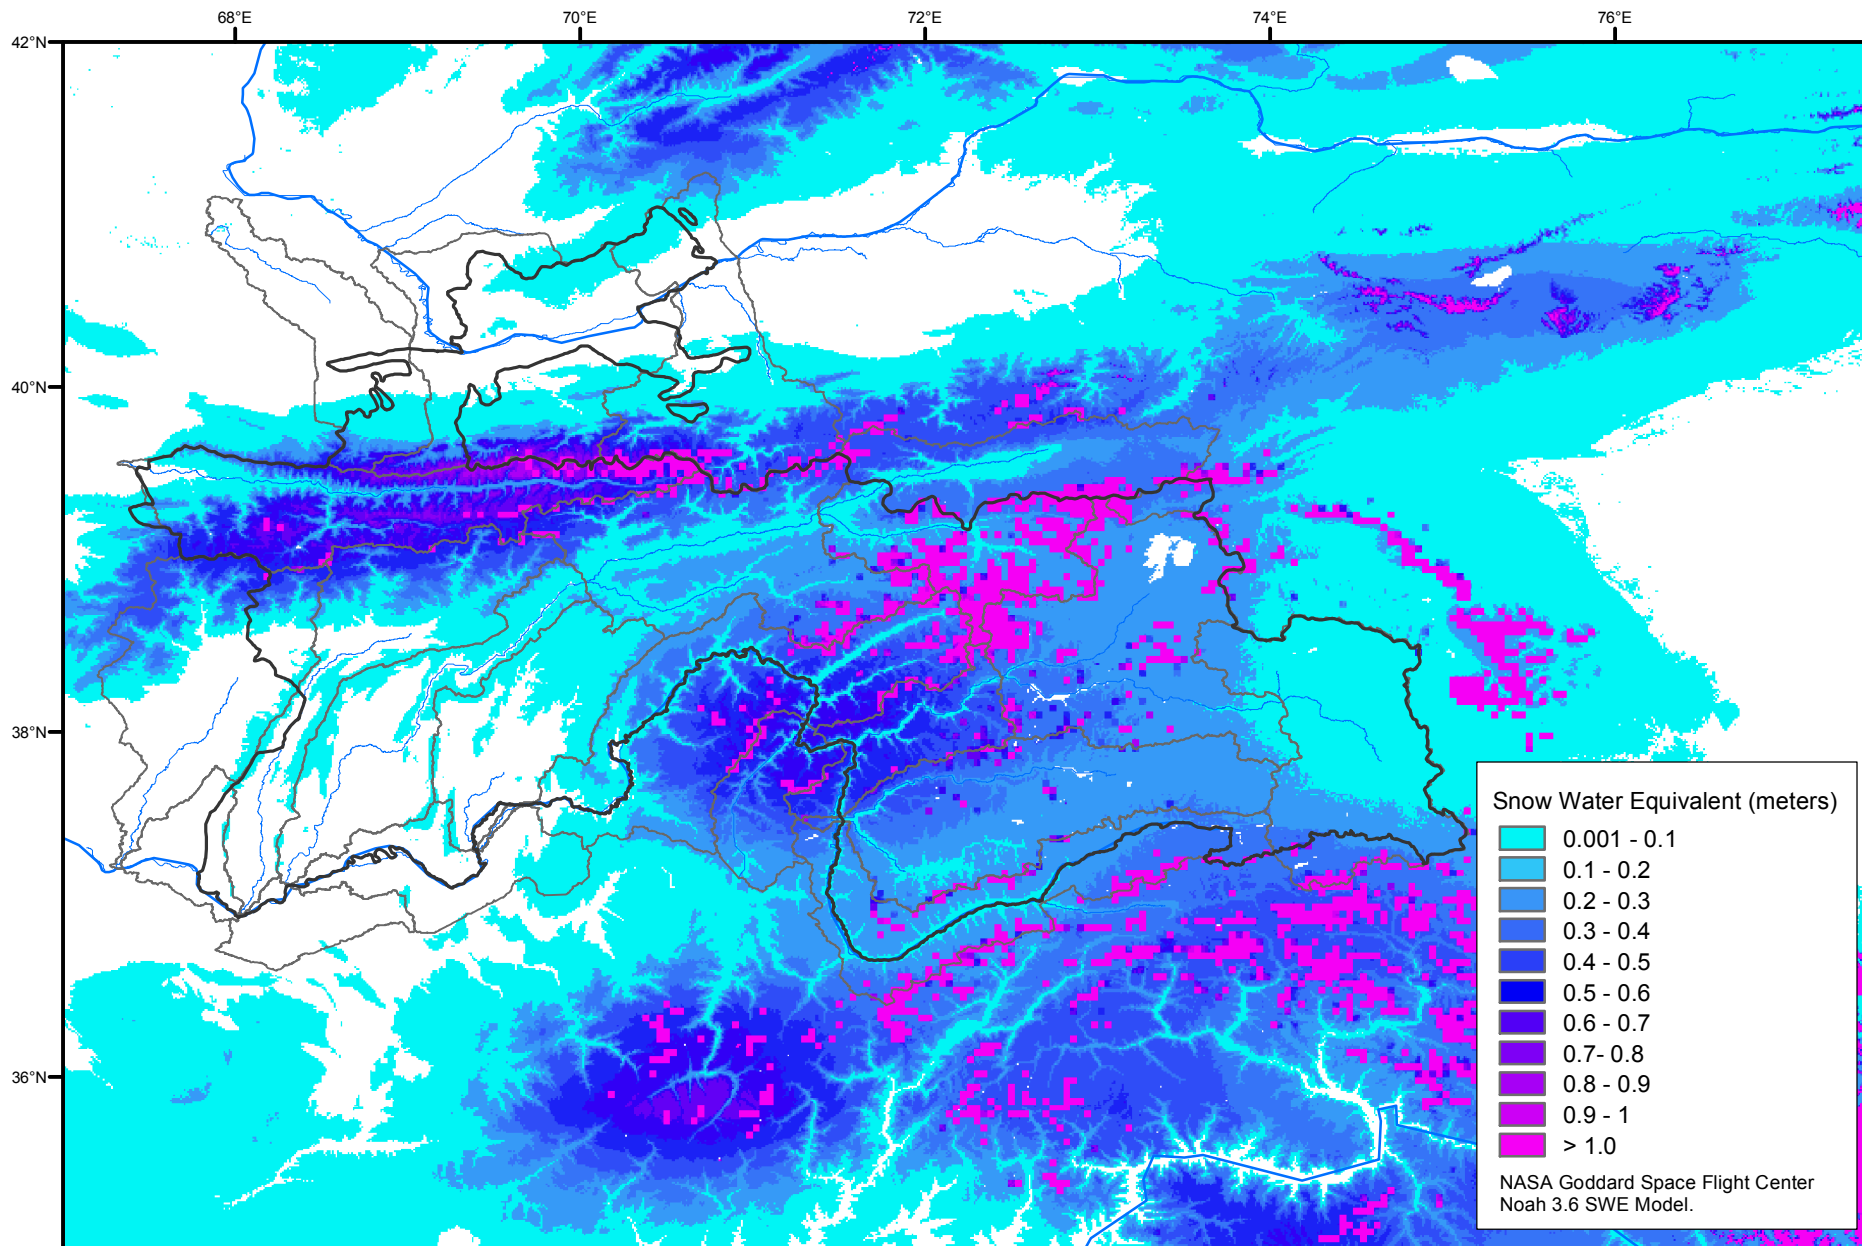 68°E 70°E 72°E 74°E 76°E
42°N
40°N
38°N
36°N
Snow Water Equivalent (meters)
0.001 - 0.1
0.1 - 0.2
0.2 - 0.3
0.3 - 0.4
0.4 - 0.5
0.5 - 0.6
0.6 - 0.7
0.7- 0.8
0.8 - 0.9
0.9 - 1
> 1.0
NASA Goddard Space Flight Center
Noah 3.6 SWE Model.